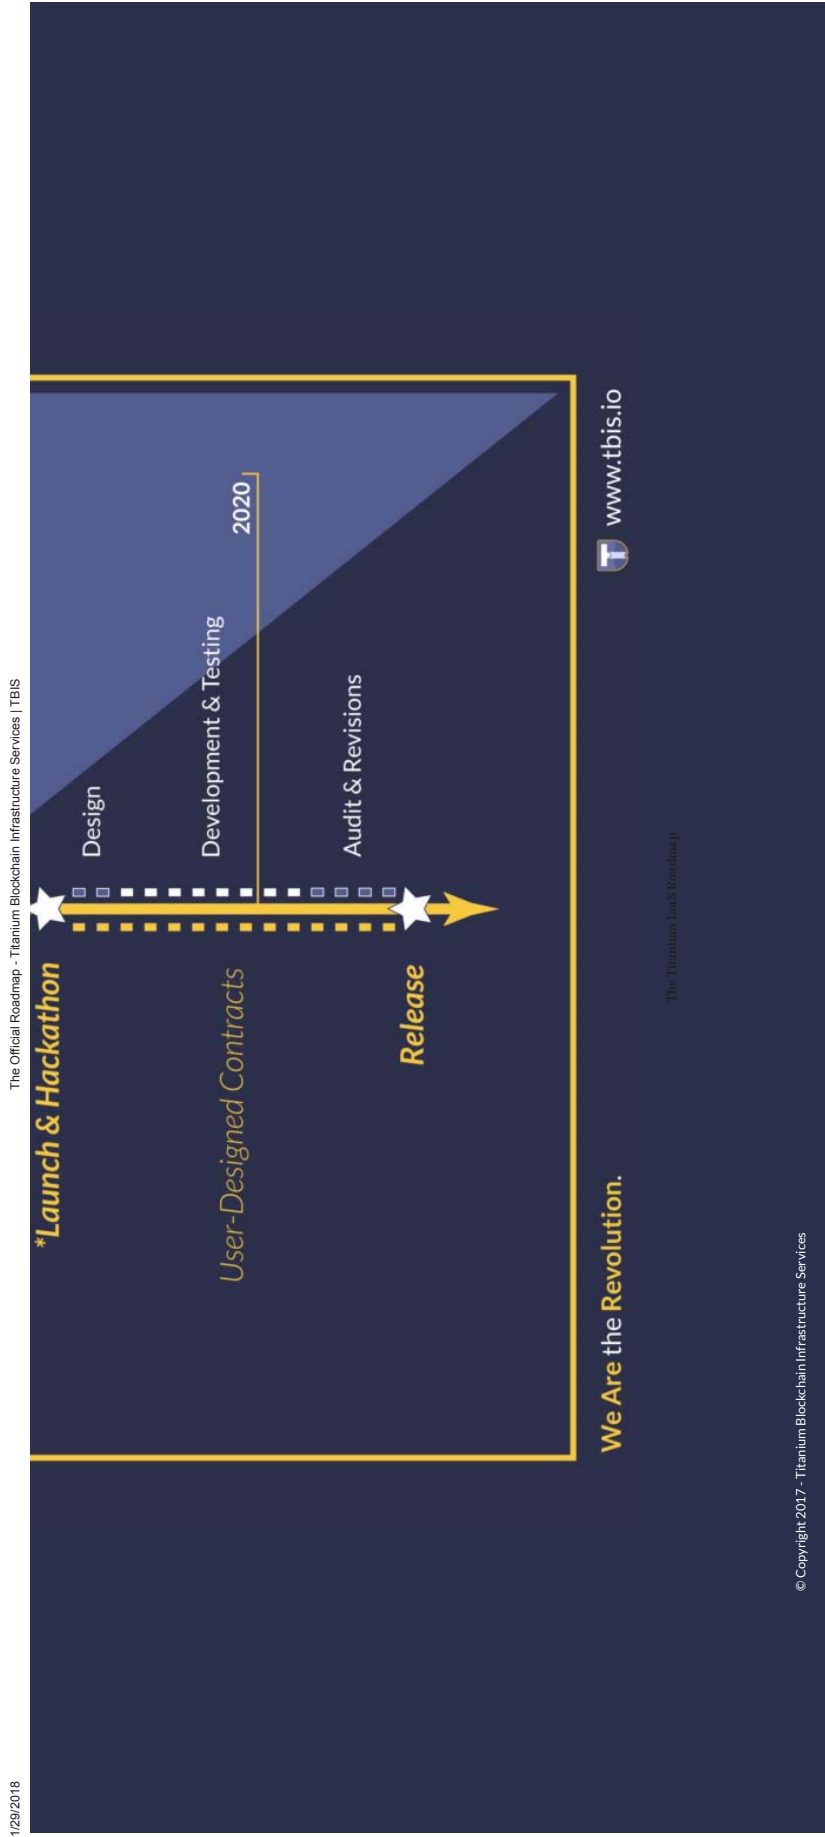 1/29/2018
The Official Roadmap - Titanium Blockchain Infrastructure Services | TBIS
*Launch & Hackathon
Design
User-Designed Contracts
Development & Testing
2020
Release
Audit & Revisions
We Are the Revolution.
www.tbis.io
The Titanium IaaS Roadmap
© Copyright 2017 - Titanium Blockchain Infrastructure Services